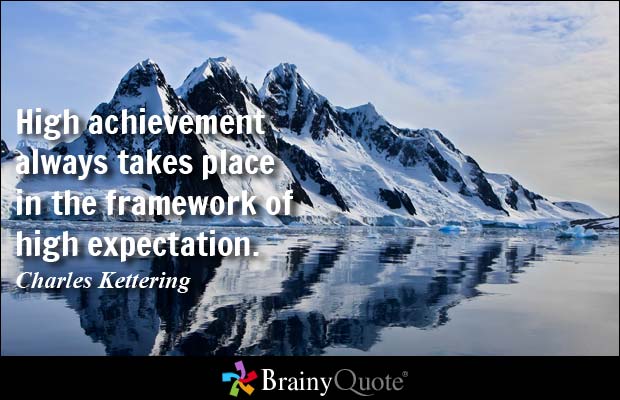 High achievement
always takes place
in the framework of
high expectation.
Charles Kettering
BrainyQuote®